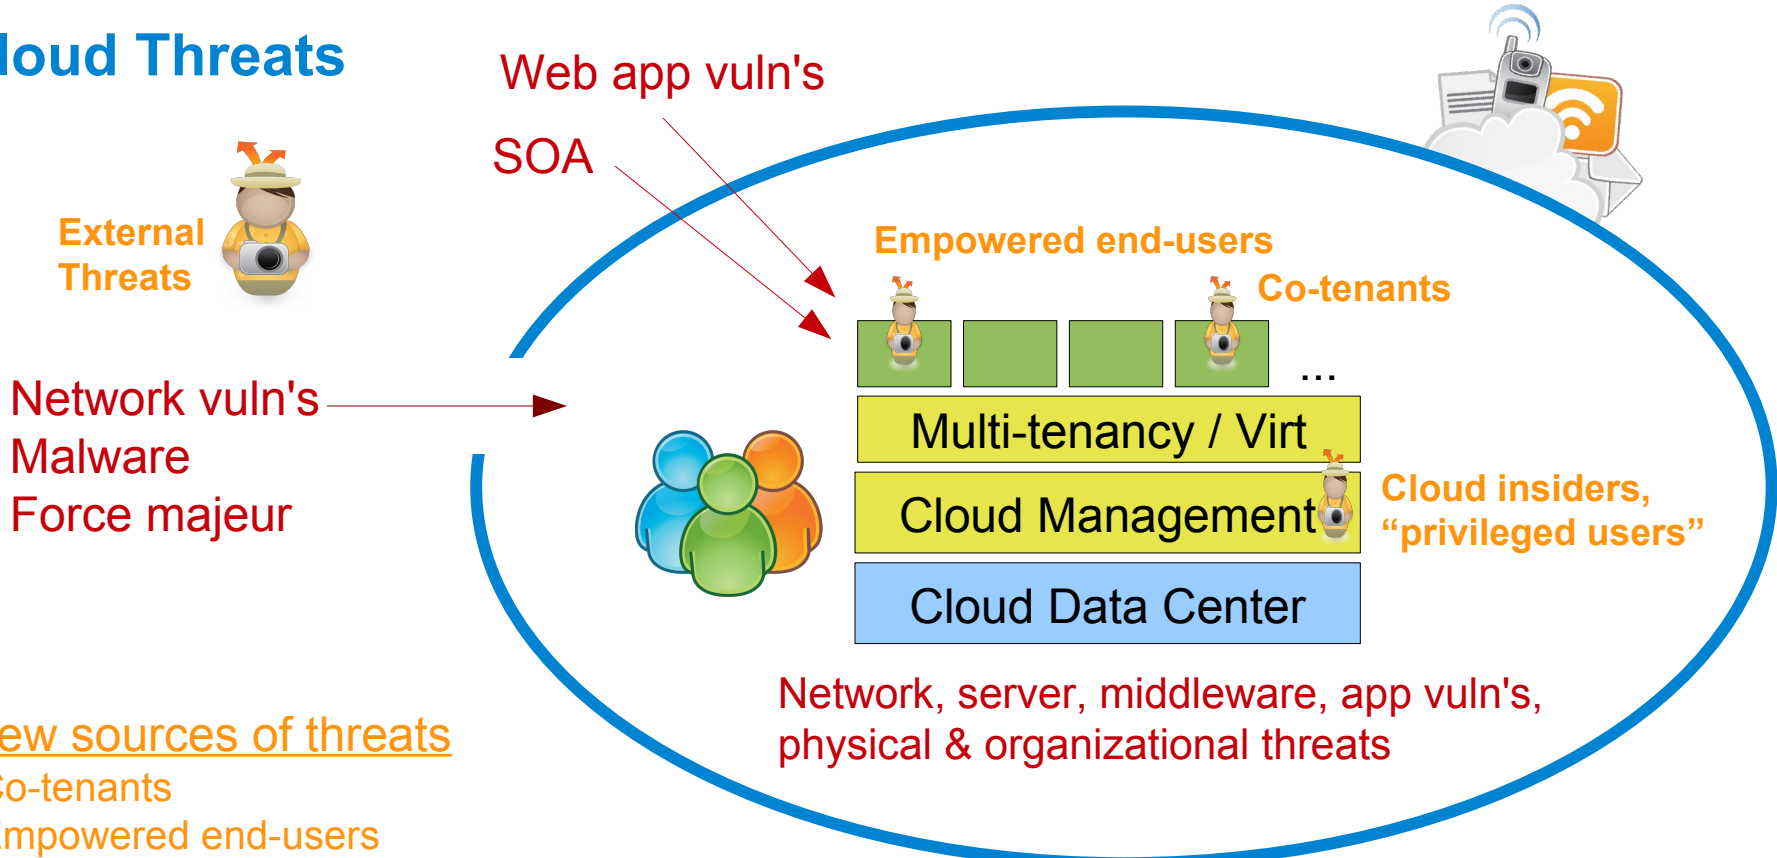 loud Threats
Web app vuln's
SOA
External
Threats
Empowered end-users
Co-tenants
...
Network vuln's
Malware
Force majeur
Multi-tenancy / Virt
Cloud Management
Cloud insiders,
“privileged users”
Cloud Data Center
Network, server, middleware, app vuln's,
physical & organizational threats
ew sources of threats
Co-tenants
Empowered end-users